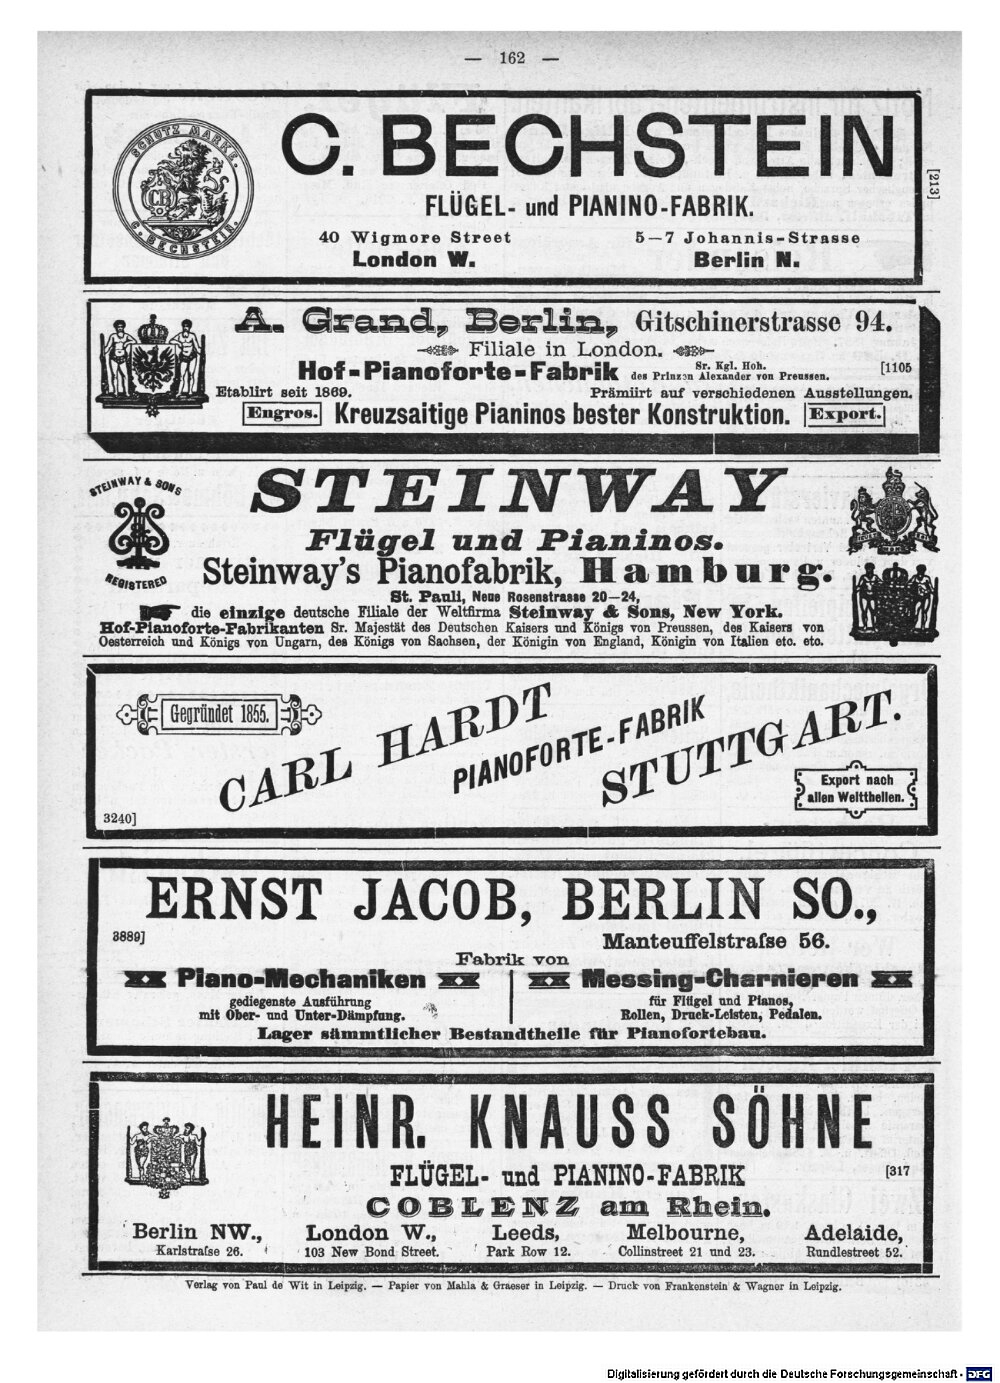 — 162 —
SCHUTZ MARKE.
CB
C. BECHSTEIN.
C. BECHSTEIN
[213]
FLÜGEL- und PIANINO-FABRIK.
40 Wigmore Street 5—7 Johannis-Strasse
London W. Berlin N.
A. Grand, Berlin, Gitschinerstrasse 94.
Filiale in London.
Hof-Pianoforte-Fabrik Sr. Kgl. Hoh. des Prinzen Alexander von Preussen. [1105
Etablirt seit 1869. Prämiirt auf verschiedenen Ausstellungen.
Engros. Kreuzsaitige Pianinos bester Konstruktion. Export.
STEINWAY & SONS
REGISTERED
STEINWAY
Flügel und Pianinos.
Steinway's Pianofabrik, Hamburg.
St. Pauli, Neue Rosenstrasse 20—24,
die einzige deutsche Filiale der Weltfirma Steinway & Sons, New York.
Hof-Pianoforte-Fabrikanten Sr. Majestät des Deutschen Kaisers und Königs von Preussen, des Kaisers von
Oesterreich und Königs von Ungarn, des Königs von Sachsen, der Königin von England, Königin von Italien etc. etc.
Gegründet 1855.
CARL HARDT
PIANOFORTE-FABRIK
STUTTGART.
Export nach
allen Welttheilen.
3240]
ERNST JACOB, BERLIN SO.,
3889] Manteuffelstraſse 56.
Fabrik von
Piano-Mechaniken Messing-Charnieren
gediegenste Ausführung für Flügel und Pianos,
mit Ober- und Unter-Dämpfung. Rollen, Druck-Leisten, Pedalen.
Lager sämmtlicher Bestandtheile für Pianofortebau.
HEINR. KNAUSS SÖHNE
FLÜGEL- und PIANINO-FABRIK [317
COBLENZ am Rhein.
Berlin NW., London W., Leeds, Melbourne, Adelaide,
Karlstraſse 26. 103 New Bond Street. Park Row 12. Collinstreet 21 und 23. Rundlestreet 52.
Verlag von Paul de Wit in Leipzig. — Papier von Mahla & Graeser in Leipzig. — Druck von Frankenstein & Wagner in Leipzig.
Digitalisierung gefördert durch die Deutsche Forschungsgemeinschaft - DFG